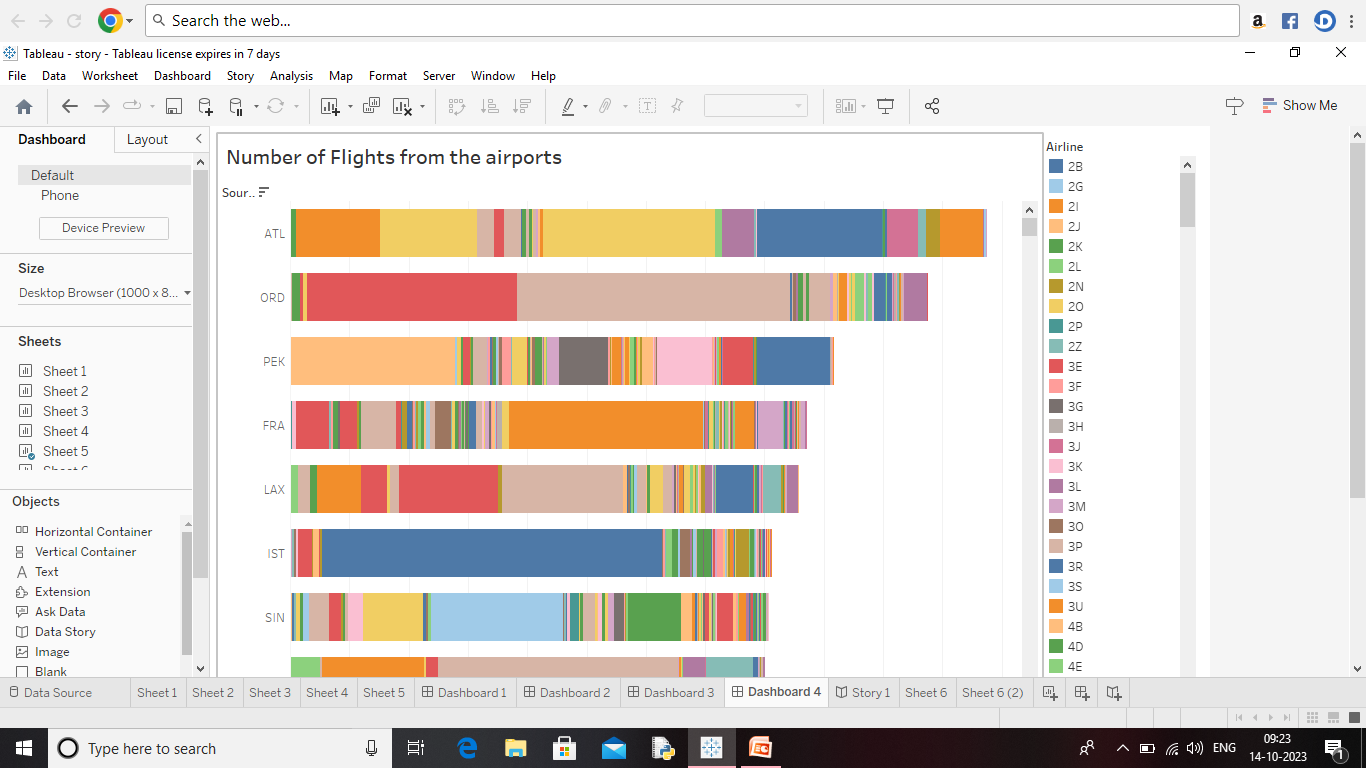 Search the web...
Tableau - story - Tableau license expires in 7 days
File Data Worksheet Dashboard Story Analysis Map Format Server Window Help
Show Me
Dashboard Layout
Default
Phone
Device Preview
Size
Desktop Browser (1000 x 8...
Sheets
Sheet 1
Sheet 2
Sheet 3
Sheet 4
Sheet 5
Objects
Horizontal Container
Vertical Container
Text
Extension
Ask Data
Data Story
Image
Blank
Number of Flights from the airports
Sour..
ATL
ORD
PEK
FRA
LAX
IST
SIN
Airline
2B
2G
2I
2J
2K
2L
2N
2O
2P
2Z
3E
3F
3G
3H
3J
3K
3L
3M
3O
3P
3R
3S
3U
4B
4D
4E
Data Source Sheet 1 Sheet 2 Sheet 3 Sheet 4 Sheet 5 Dashboard 1 Dashboard 2 Dashboard 3 Dashboard 4 Story 1 Sheet 6 Sheet 6 (2)
Type here to search
ENG
09:23
14-10-2023
1